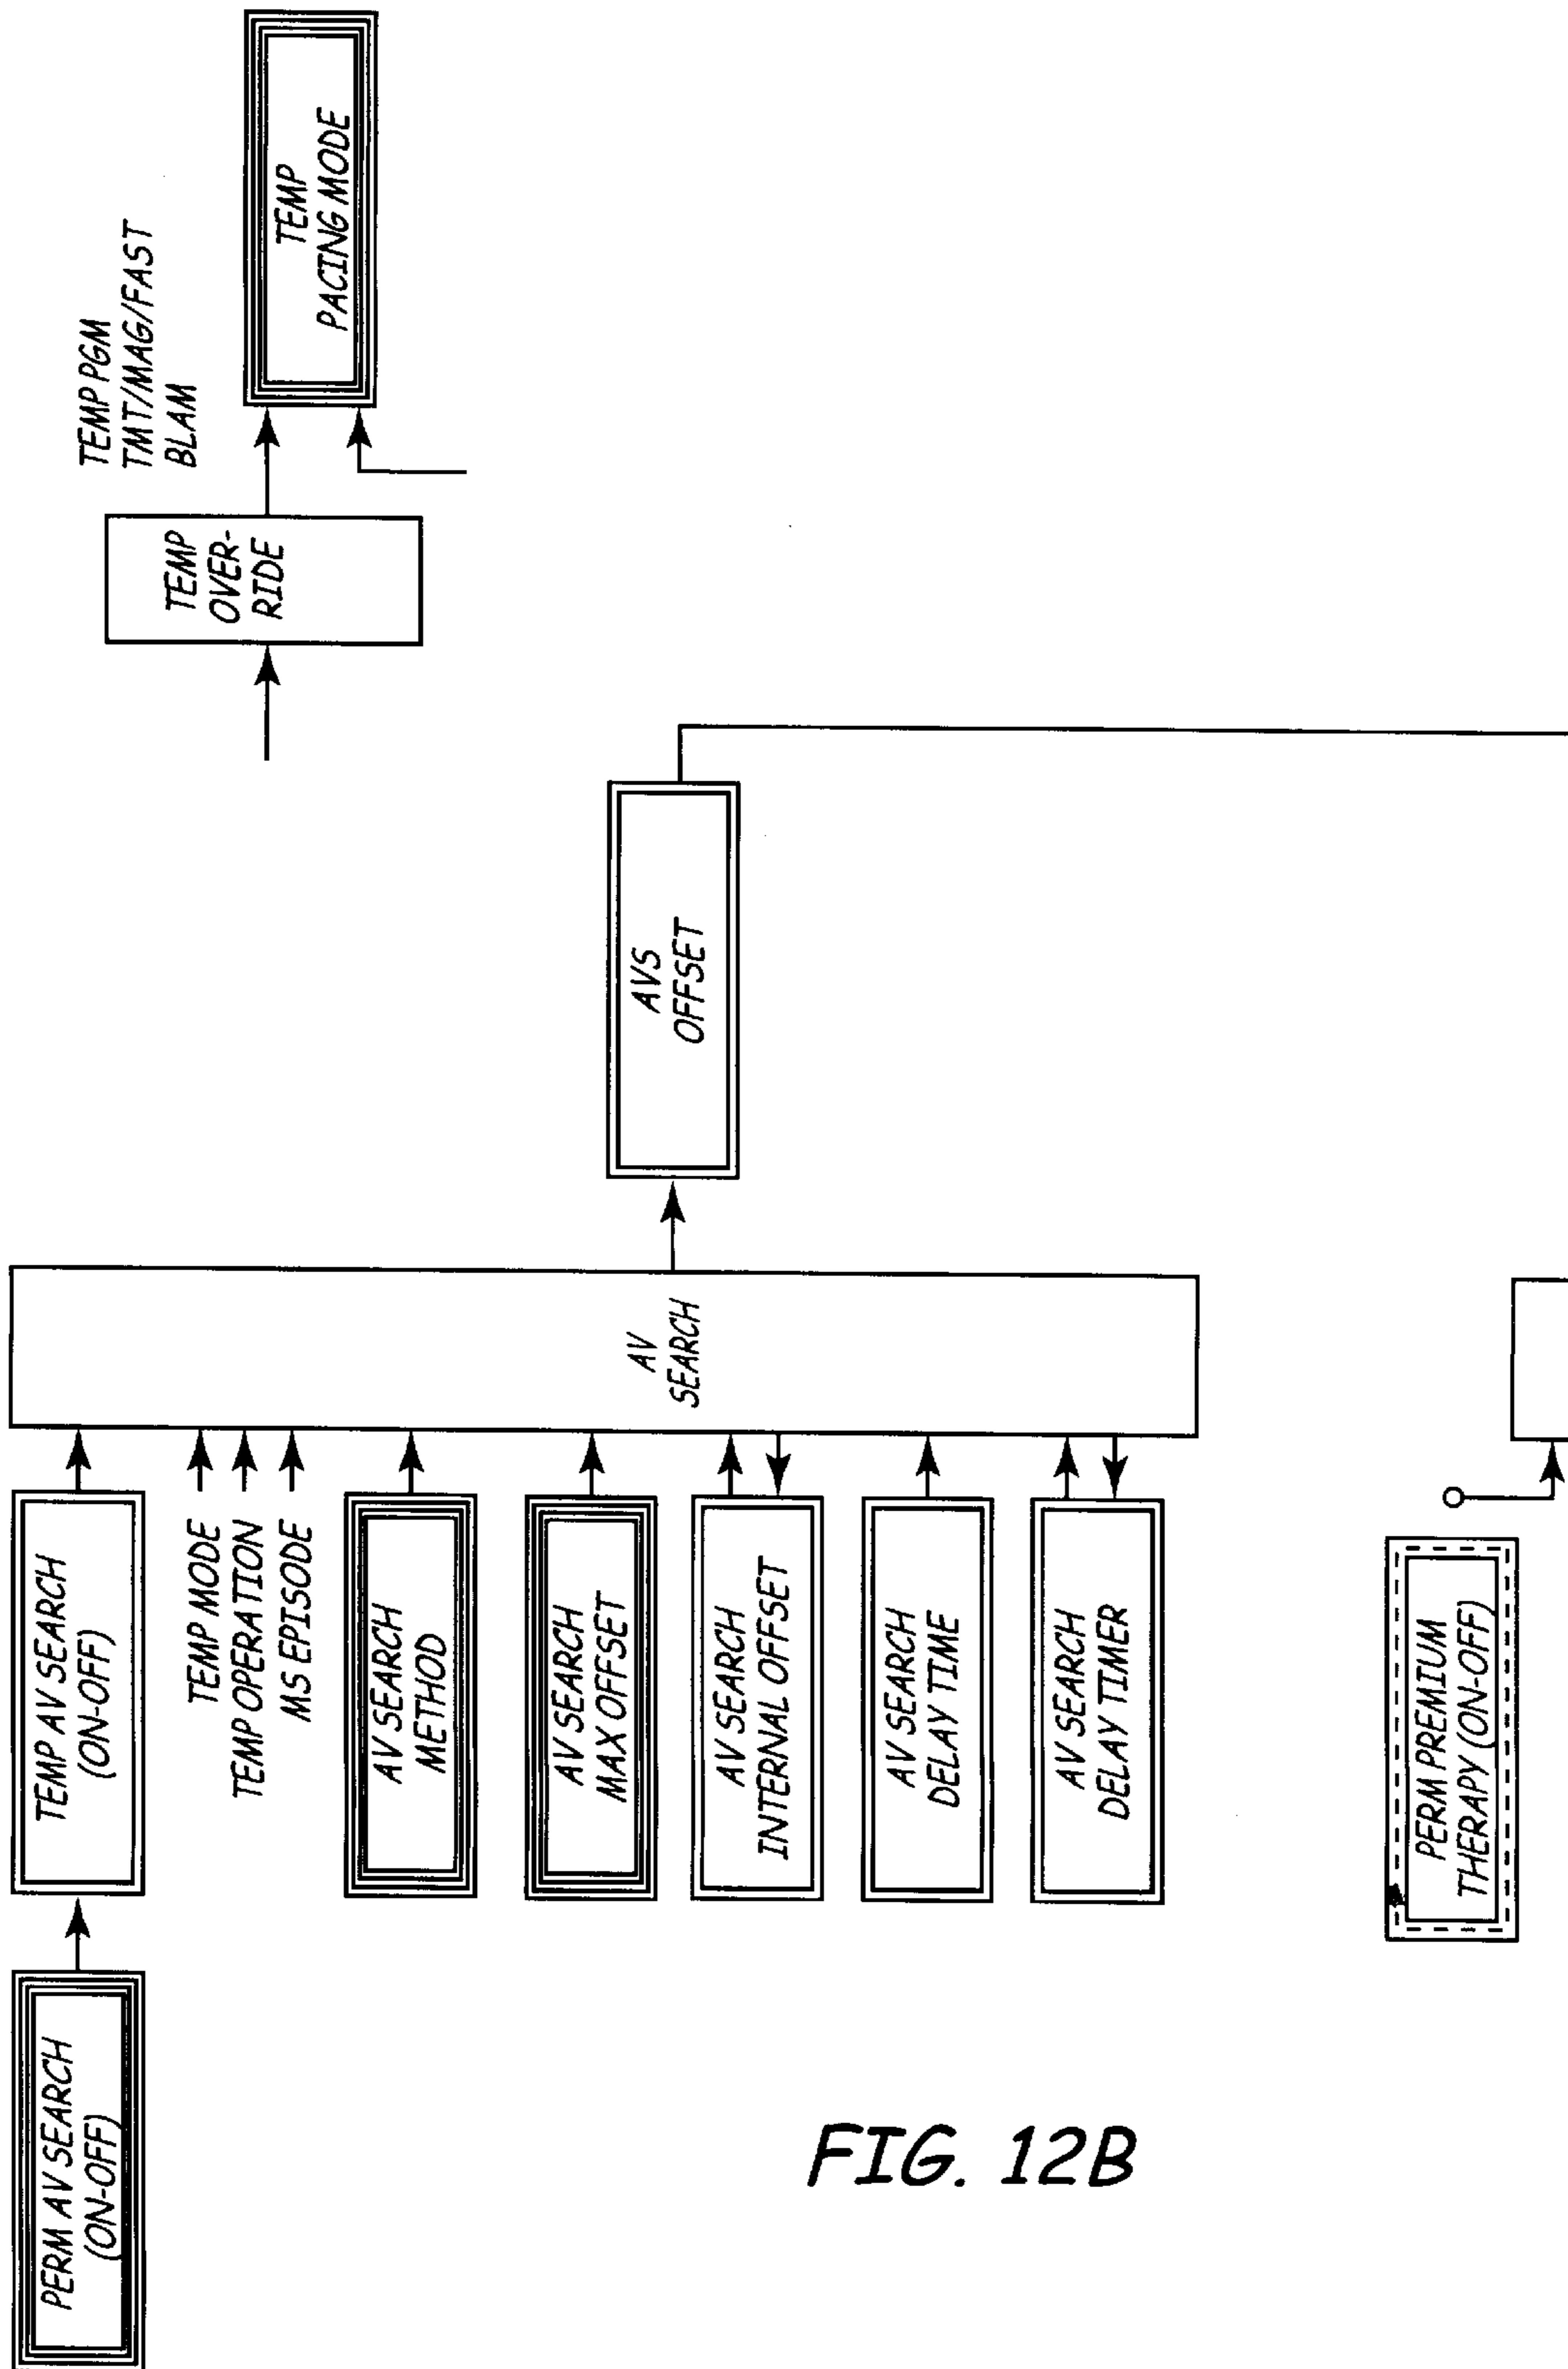 TEMP PGM
TMT/MAG/FAST
BLAM
TEMP
OVER-
RIDE
TEMP
PACING MODE
PERM AV SEARCH
(ON-OFF)
TEMP AV SEARCH
(ON-OFF)
TEMP MODE
TEMP OPERATION
MS EPISODE
AV SEARCH
METHOD
AV SEARCH
MAX OFFSET
AV SEARCH
INTERNAL OFFSET
AV SEARCH
DELAY TIME
AV SEARCH
DELAY TIMER
AV
SEARCH
AVS
OFFSET
PERM PREMIUM
THERAPY (ON-OFF)
FIG. 12B